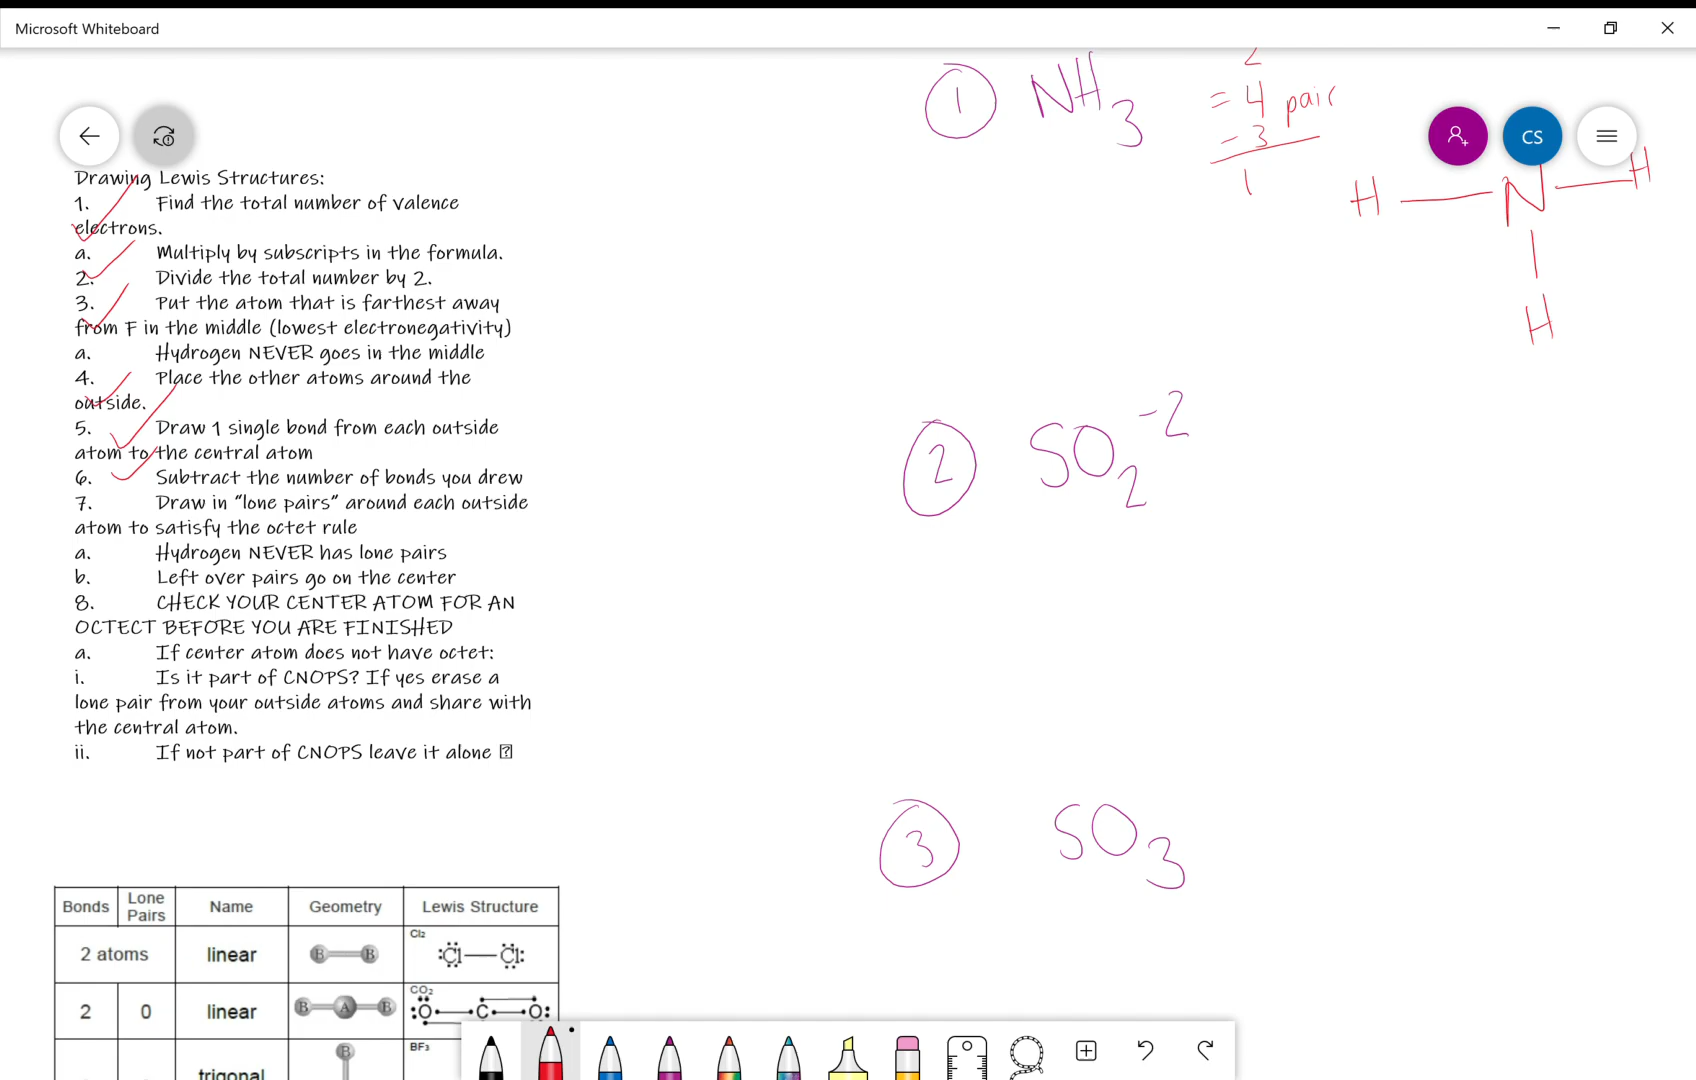 Microsoft Whiteboard
CS
Drawing Lewis Structures:
1. Find the total number of valence
electrons.
a. Multiply by subscripts in the formula.
2. Divide the total number by 2.
3. Put the atom that is farthest away
from F in the middle (lowest electronegativity)
a. Hydrogen NEVER goes in the middle
4. Place the other atoms around the
outside.
5. Draw 1 single bond from each outside
atom to the central atom
6. Subtract the number of bonds you drew
7. Draw in "lone pairs" around each outside
atom to satisfy the octet rule
a. Hydrogen NEVER has lone pairs
b. Left over pairs go on the center
8. CHECK YOUR CENTER ATOM FOR AN
OCTECT BEFORE YOU ARE FINISHED
a. If center atom does not have octet:
i. Is it part of CNOPS? If yes erase a
lone pair from your outside atoms and share with
the central atom.
ii. If not part of CNOPS leave it alone
1 NH3
2
= 4 pair
- 3
1
H — N — H
|
H
2 SO2 -2
3 SO3
Bonds Lone Pairs Name Geometry Lewis Structure
2 atoms linear B B Cl2 :Cl—Cl:
2 0 linear B A B CO2 :O C O:
trigonal B BF3